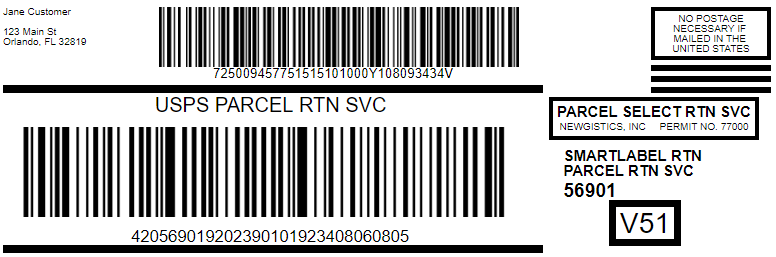 Jane Customer
123 Main St
Orlando, FL 32819
725009457751515101000Y108093434V
NO POSTAGE
NECESSARY IF
MAILED IN THE
UNITED STATES
USPS PARCEL RTN SVC
420569019202390101923408060805
PARCEL SELECT RTN SVC
NEWGISTICS, INC PERMIT NO. 77000
SMARTLABEL RTN
PARCEL RTN SVC
56901
V51